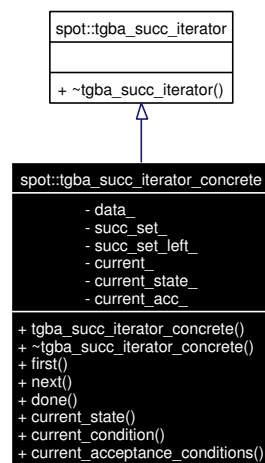 spot::tgba_succ_iterator
+ ~tgba_succ_iterator()
spot::tgba_succ_iterator_concrete
- data_
- succ_set_
- succ_set_left_
- current_
- current_state_
- current_acc_
+ tgba_succ_iterator_concrete()
+ ~tgba_succ_iterator_concrete()
+ first()
+ next()
+ done()
+ current_state()
+ current_condition()
+ current_acceptance_conditions()